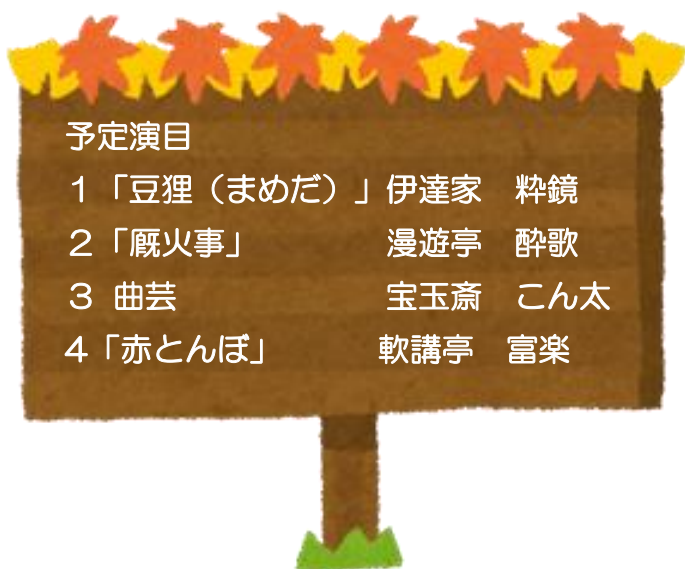 予定演目
１「豆狸（まめだ）」伊達家　粋鏡
２「厩火事」　　　　漫遊亭　酔歌
３ 曲芸　　　　　　 宝玉斎　こん太
４「赤とんぼ」　　　軟講亭　富楽